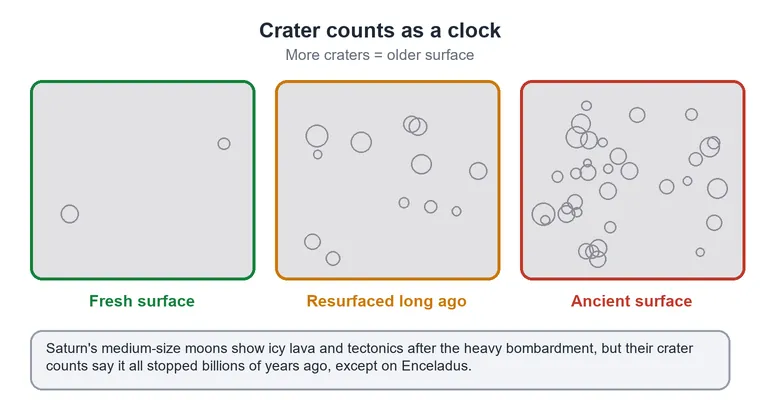 Crater counts as a clock
More craters = older surface
Fresh surface
Resurfaced long ago
Ancient surface
Saturn's medium-size moons show icy lava and tectonics after the heavy bombardment, but their crater
counts say it all stopped billions of years ago, except on Enceladus.